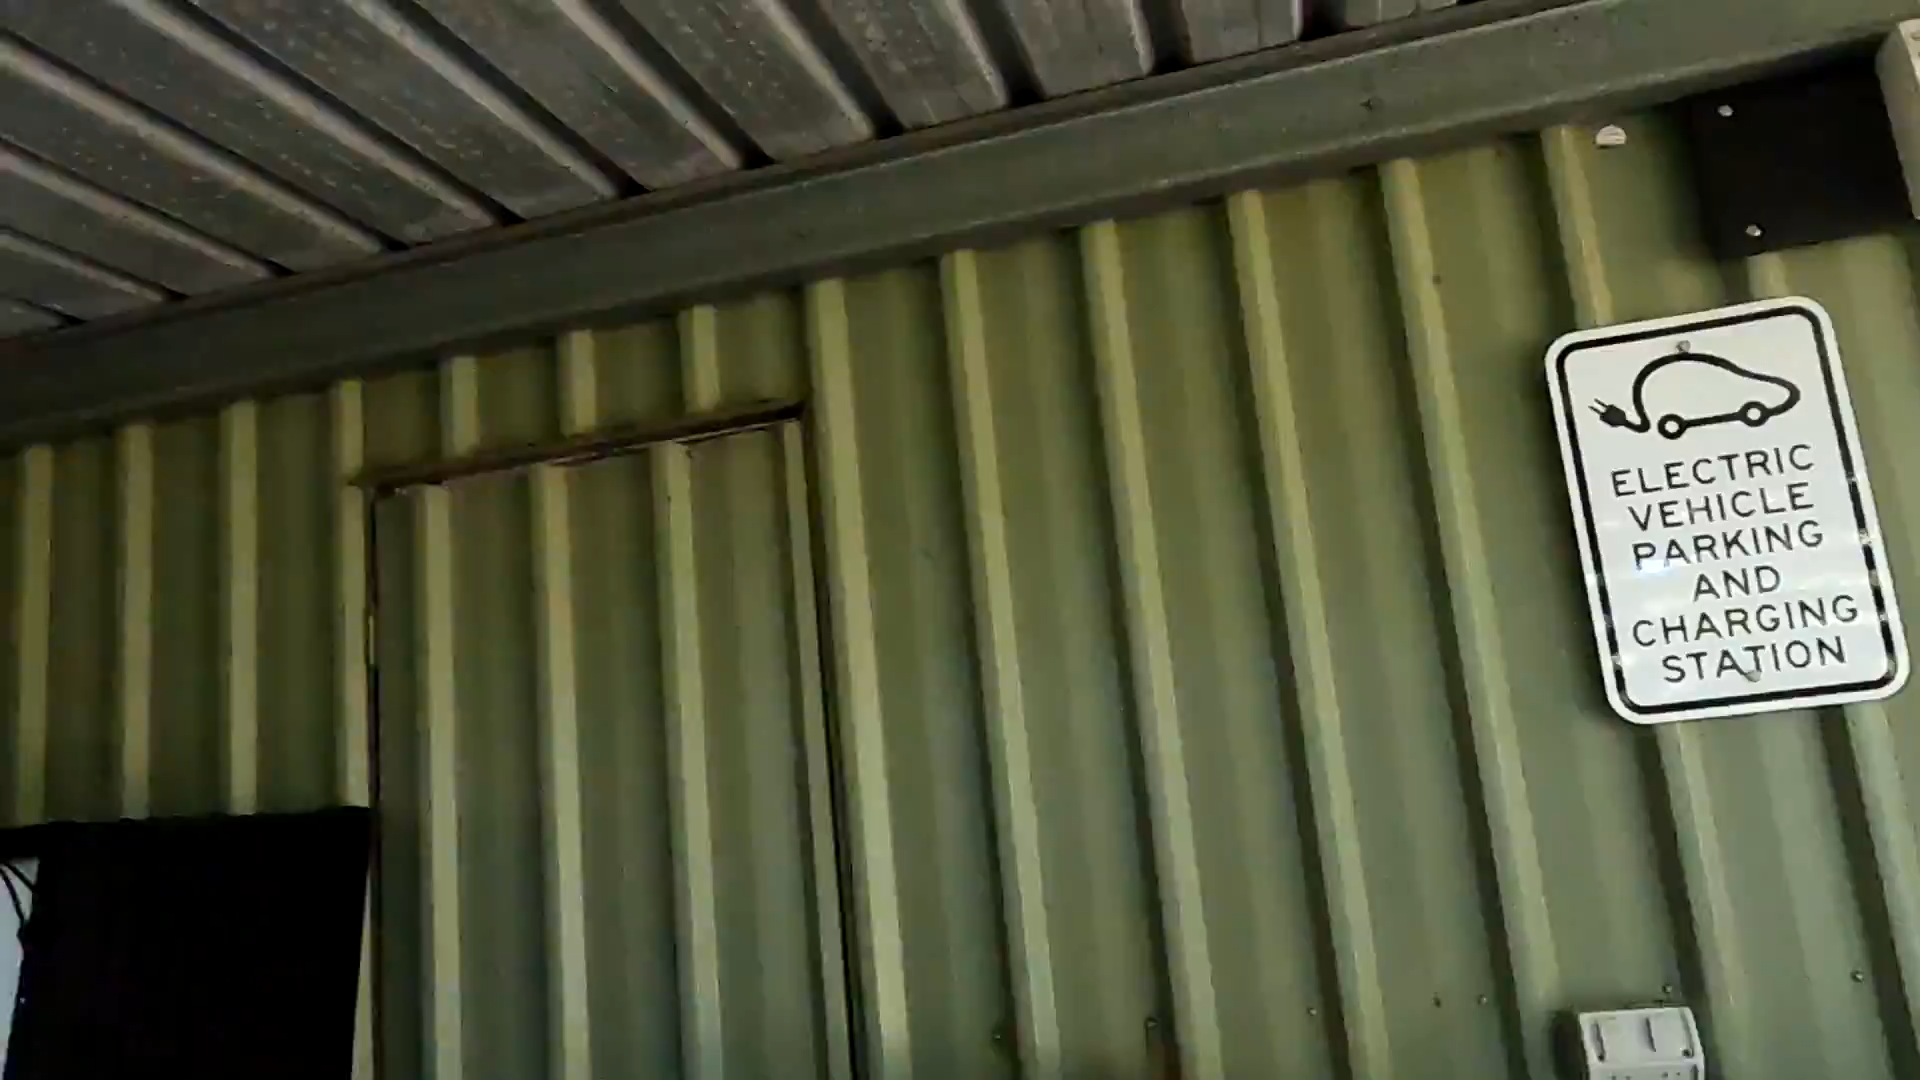 ELECTRIC
VEHICLE
PARKING
AND
CHARGING
STATION